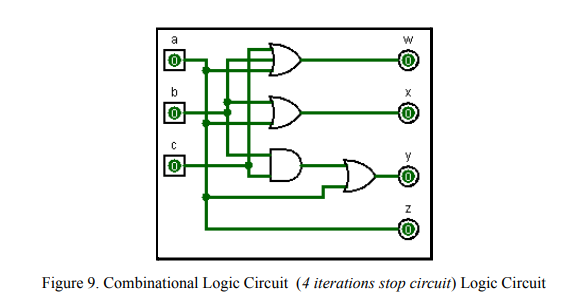 a
w
0
0
b
x
0
0
c
y
0
0
z
0
Figure 9. Combinational Logic Circuit (4 iterations stop circuit) Logic Circuit